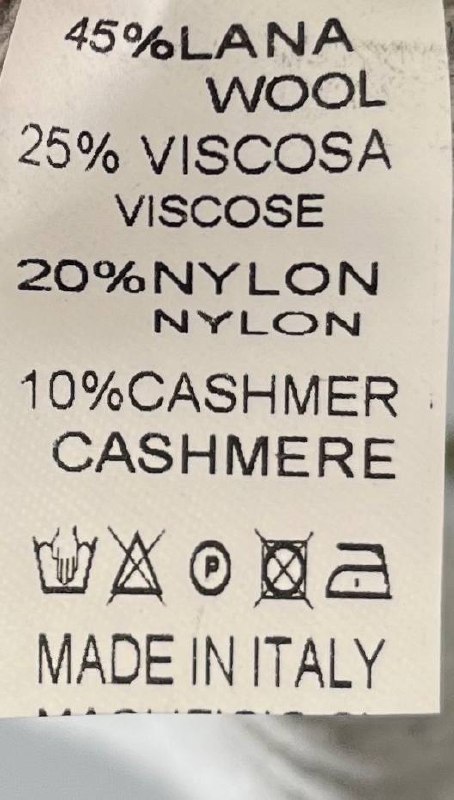 45%LANA
WOOL
25% VISCOSA
VISCOSE
20%NYLON
NYLON
10%CASHMER
CASHMERE
P
MADE IN ITALY